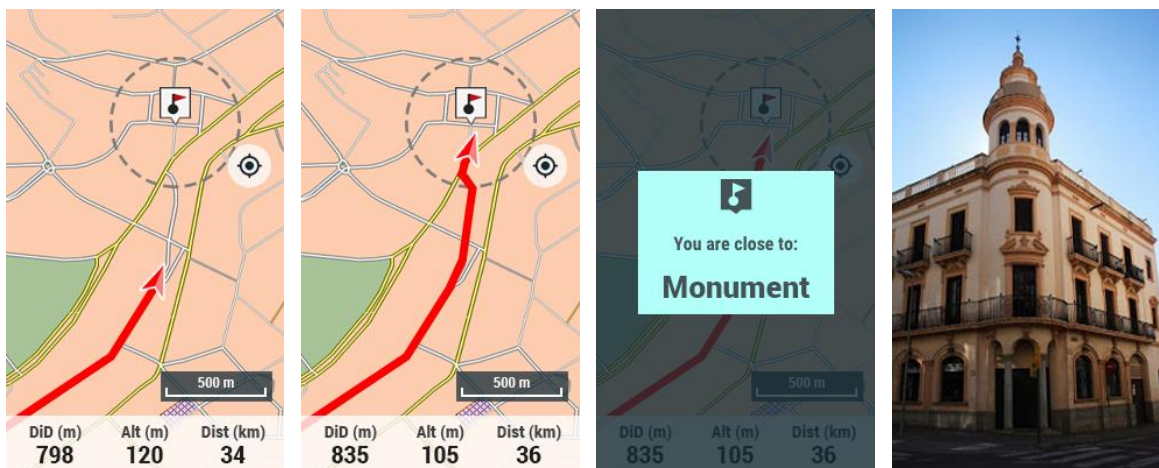 500 m
DiD (m) Alt (m) Dist (km)
798 120 34
500 m
DiD (m) Alt (m) Dist (km)
835 105 36
You are close to:
Monument
500 m
DiD (m) Alt (m) Dist (km)
835 105 36